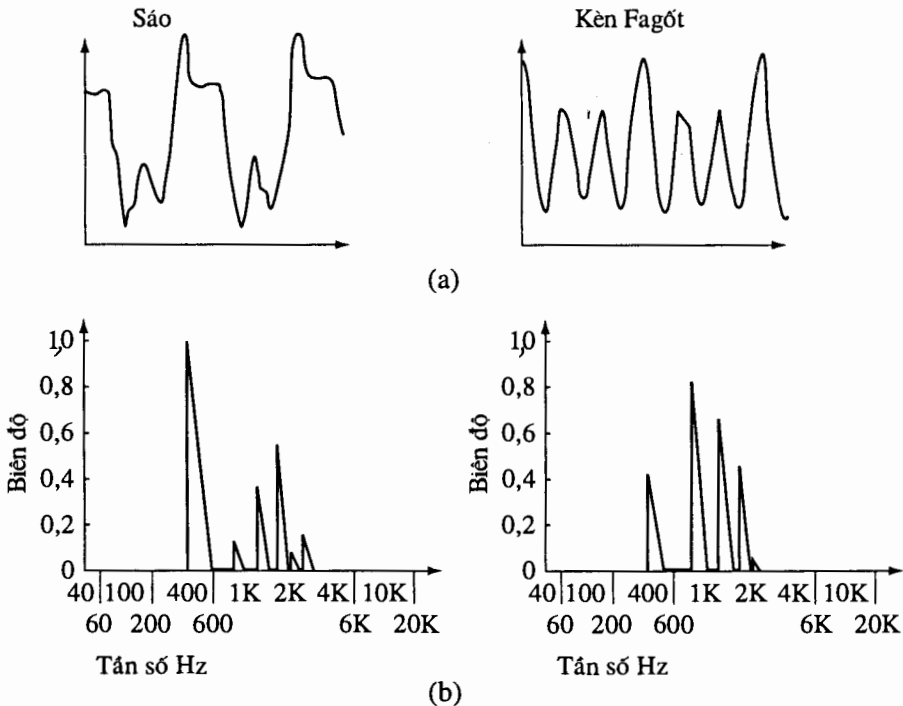 Sáo
Kèn Fagốt
(a)
1,0
0,8
0,6
0,4
0,2
0
Biên độ
40 100 400 1K 2K 4K 10K
60 200 600 6K 20K
Tần số Hz
1,0
0,8
0,6
0,4
0,2
0
Biên độ
40 100 400 1K 2K 4K 10K
60 200 600 6K 20K
Tần số Hz
(b)